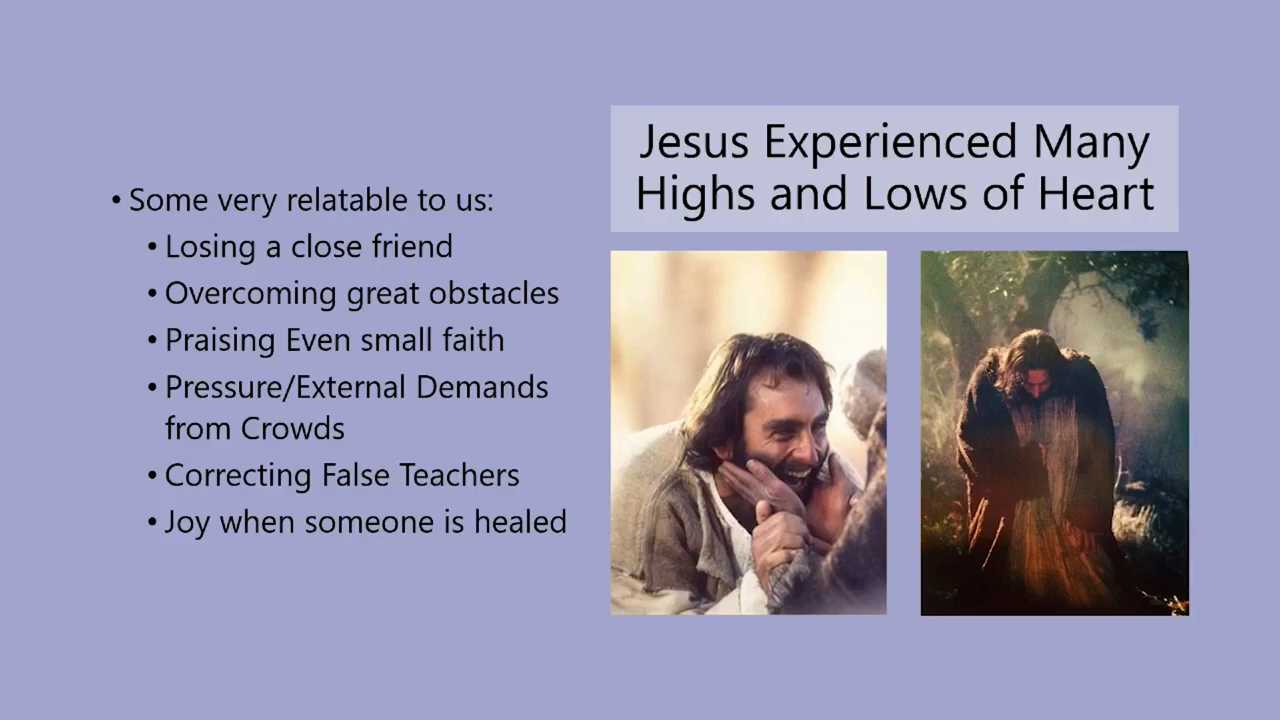 Jesus Experienced Many
Highs and Lows of Heart
• Some very relatable to us:
• Losing a close friend
• Overcoming great obstacles
• Praising Even small faith
• Pressure/External Demands
from Crowds
• Correcting False Teachers
• Joy when someone is healed